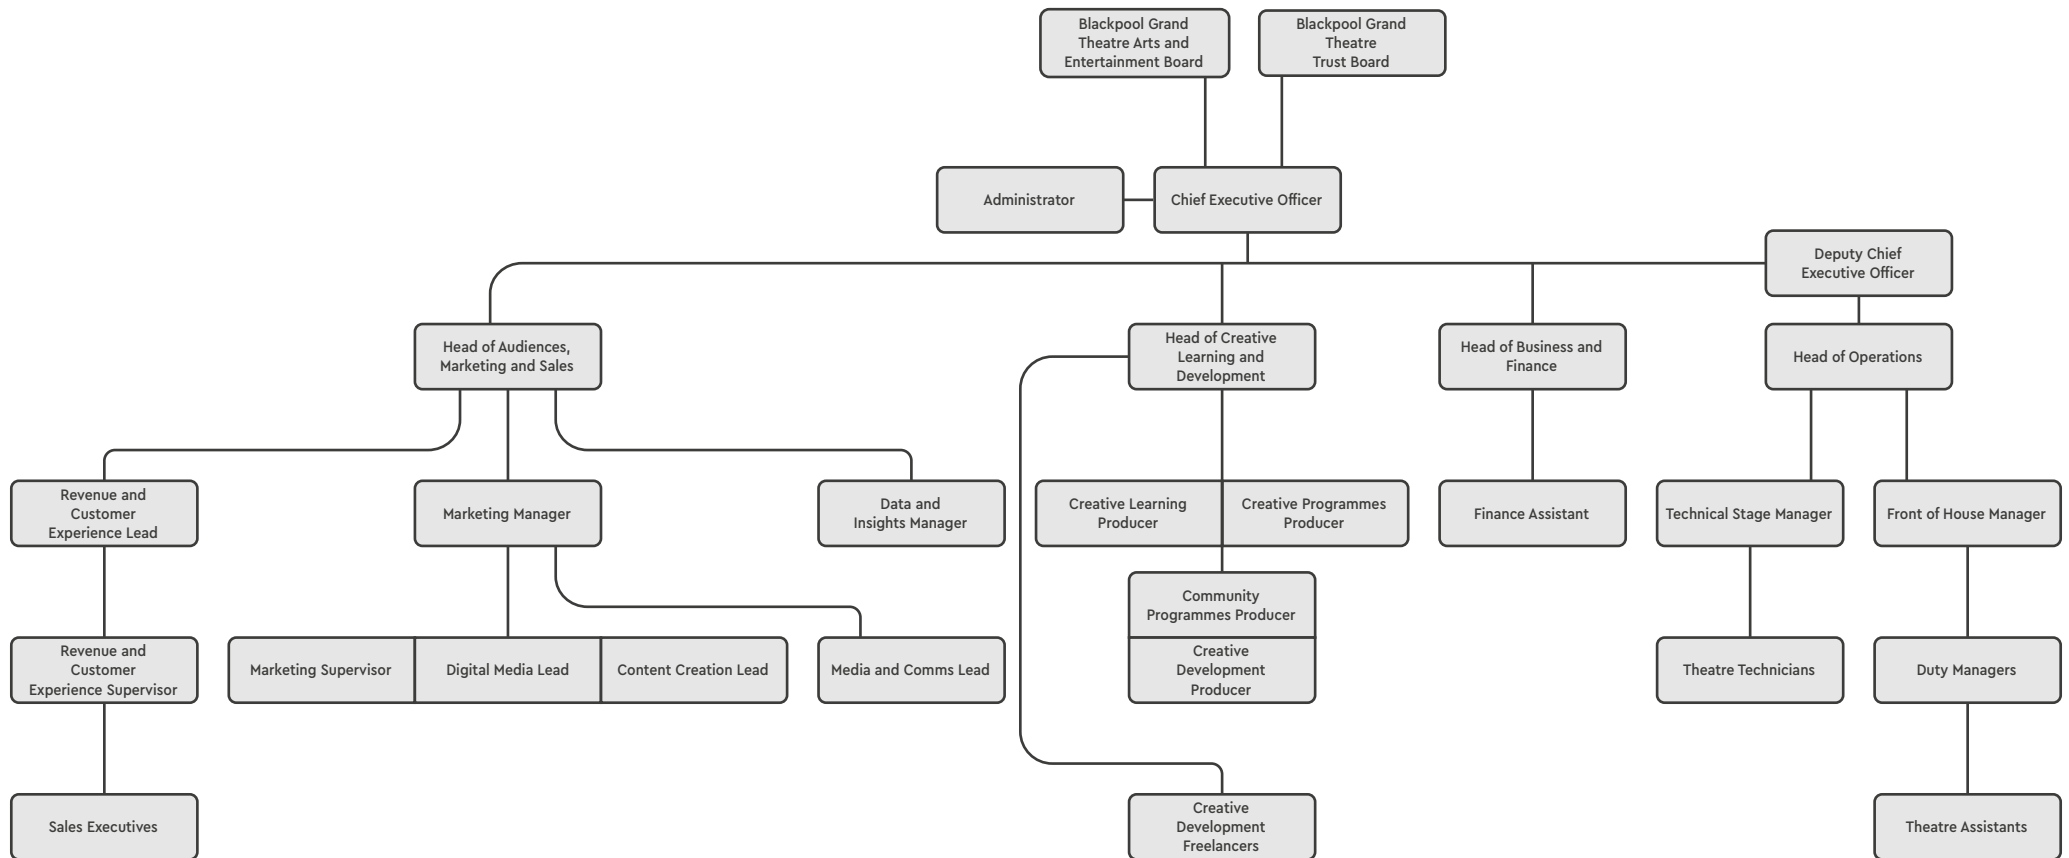 Blackpool Grand
Theatre Arts and
Entertainment Board
Blackpool Grand
Theatre
Trust Board
Administrator
Chief Executive Officer
Deputy Chief
Executive Officer
Head of Audiences,
Marketing and Sales
Head of Creative
Learning and
Development
Head of Business and
Finance
Head of Operations
Revenue and
Customer
Experience Lead
Marketing Manager
Data and
Insights Manager
Creative Learning
Producer
Creative Programmes
Producer
Finance Assistant
Technical Stage Manager
Front of House Manager
Community
Programmes Producer
Revenue and
Customer
Experience Supervisor
Marketing Supervisor
Digital Media Lead
Content Creation Lead
Media and Comms Lead
Creative
Development
Producer
Theatre Technicians
Duty Managers
Sales Executives
Creative
Development
Freelancers
Theatre Assistants